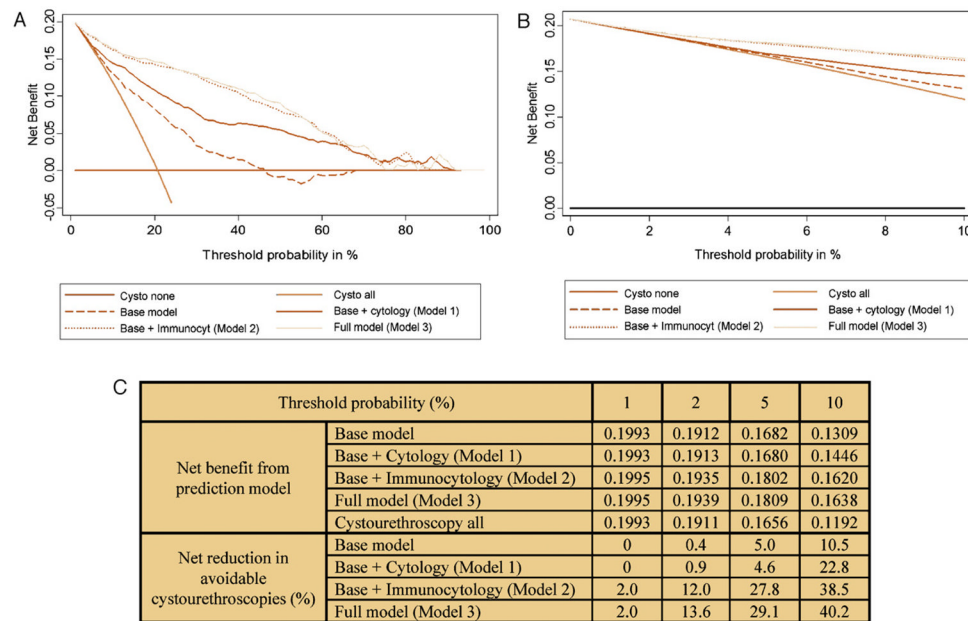 A
Net Benefit
0.20
0.15
0.10
0.05
0.00
-0.05
0 20 40 60 80 100
Threshold probability in %
Cysto none Cysto all
Base model Base + cytology (Model 1)
Base + Immunocyt (Model 2) Full model (Model 3)
B
Net Benefit
0.20
0.15
0.10
0.05
0.00
0 2 4 6 8 10
Threshold probability in %
Cysto none Cysto all
Base model Base + cytology (Model 1)
Base + Immunocyt (Model 2) Full model (Model 3)
C
Threshold probability (%) 1 2 5 10
Net benefit from
prediction model
Base model 0.1993 0.1912 0.1682 0.1309
Base + Cytology (Model 1) 0.1993 0.1913 0.1680 0.1446
Base + Immunocytology (Model 2) 0.1995 0.1935 0.1802 0.1620
Full model (Model 3) 0.1995 0.1939 0.1809 0.1638
Cystourethroscopy all 0.1993 0.1911 0.1656 0.1192
Net reduction in
avoidable
cystourethroscopies (%)
Base model 0 0.4 5.0 10.5
Base + Cytology (Model 1) 0 0.9 4.6 22.8
Base + Immunocytology (Model 2) 2.0 12.0 27.8 38.5
Full model (Model 3) 2.0 13.6 29.1 40.2